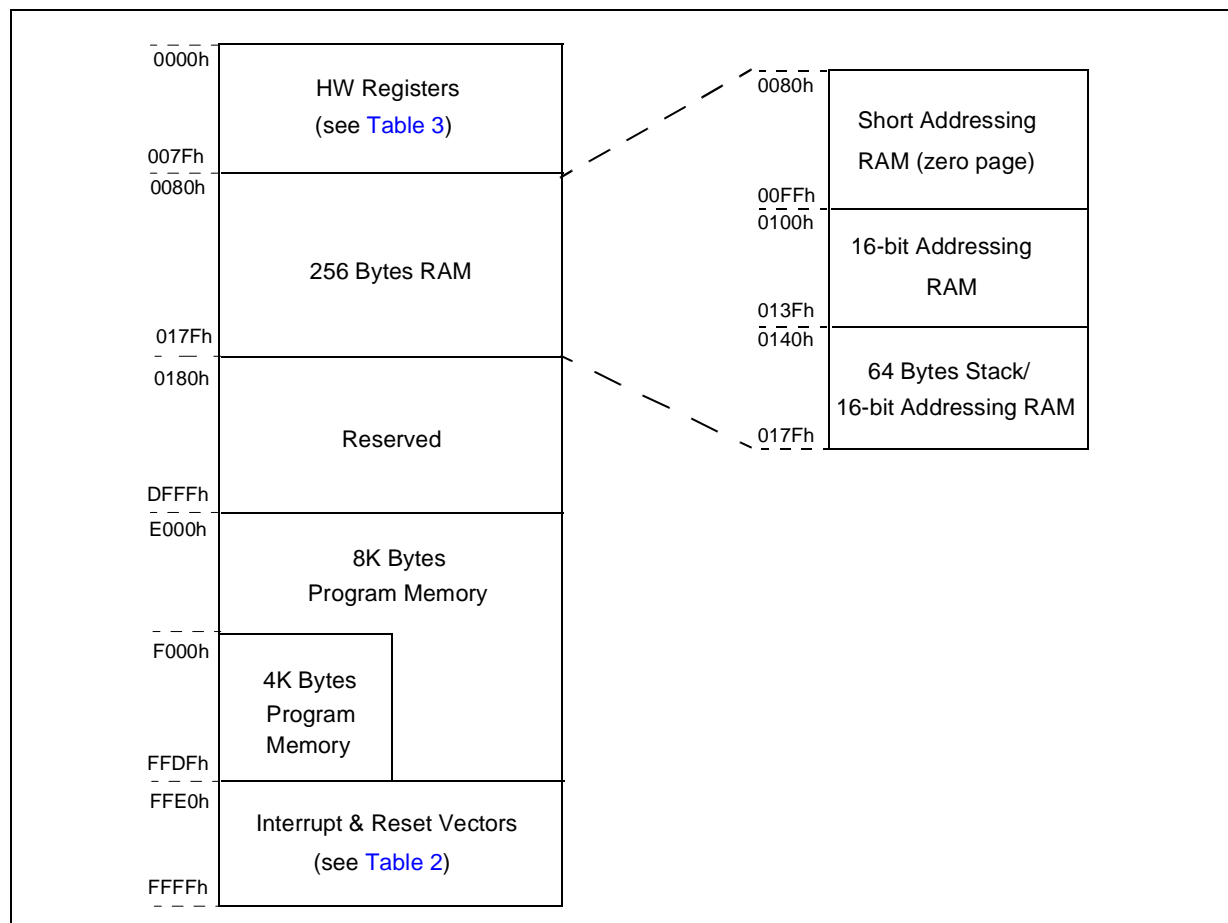 0000h
HW Registers
(see Table 3)
007Fh
0080h
256 Bytes RAM
017Fh
0180h
Reserved
DFFFh
E000h
8K Bytes
Program Memory
F000h
4K Bytes
Program
Memory
FFDFh
FFE0h
Interrupt & Reset Vectors
(see Table 2)
FFFFh
0080h
Short Addressing
RAM (zero page)
00FFh
0100h
16-bit Addressing
RAM
013Fh
0140h
64 Bytes Stack/
16-bit Addressing RAM
017Fh